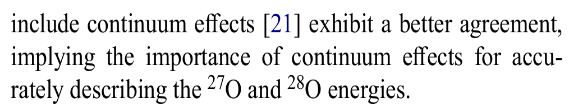 include continuum effects [21] exhibit a better agreement,
implying the importance of continuum effects for accu-
rately describing the ²⁷O and ²⁸O energies.